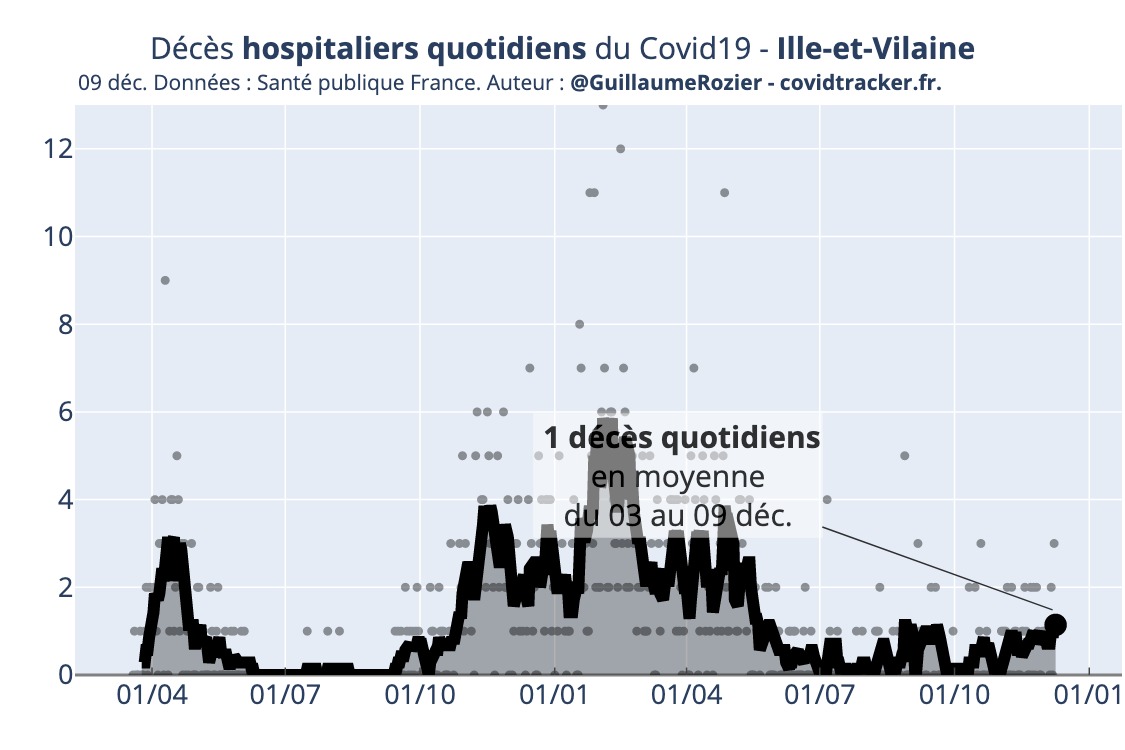 Décès hospitaliers quotidiens du Covid19 - Ille-et-Vilaine
09 déc. Données : Santé publique France. Auteur : @GuillaumeRozier - covidtracker.fr.
12
10
8
6
1 décès quotidiens
en moyenne
4
du 03 au 09 déc.
2
0
01/04 01/07 01/10 01/01 01/04 01/07 01/10 01/01